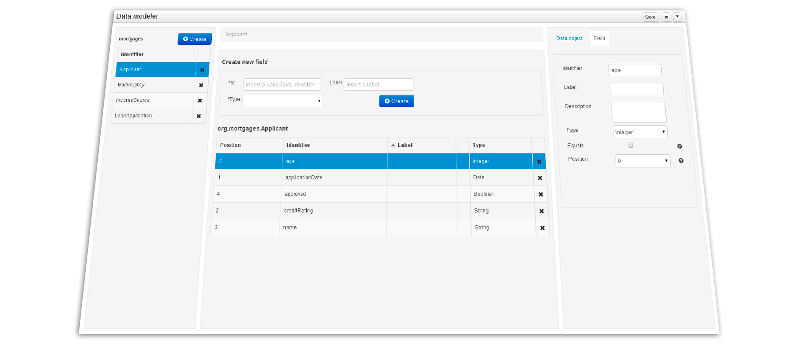 Data modeler
Save
mortgages
Create
Identifier
Applicant
Bankruptcy
IncomeSource
LoanApplication
Applicant
Create new field
*Id
Insert a valid Java identifier
Label
Insert a label
*Type
Create
org.mortgages.Applicant
Position Identifier Label Type
age Integer
1 applicationDate Date
4 approved Boolean
2 creditRating String
3 name String
Data object Field
Identifier
age
Label
Description
Type
Integer
Equals
Position
0